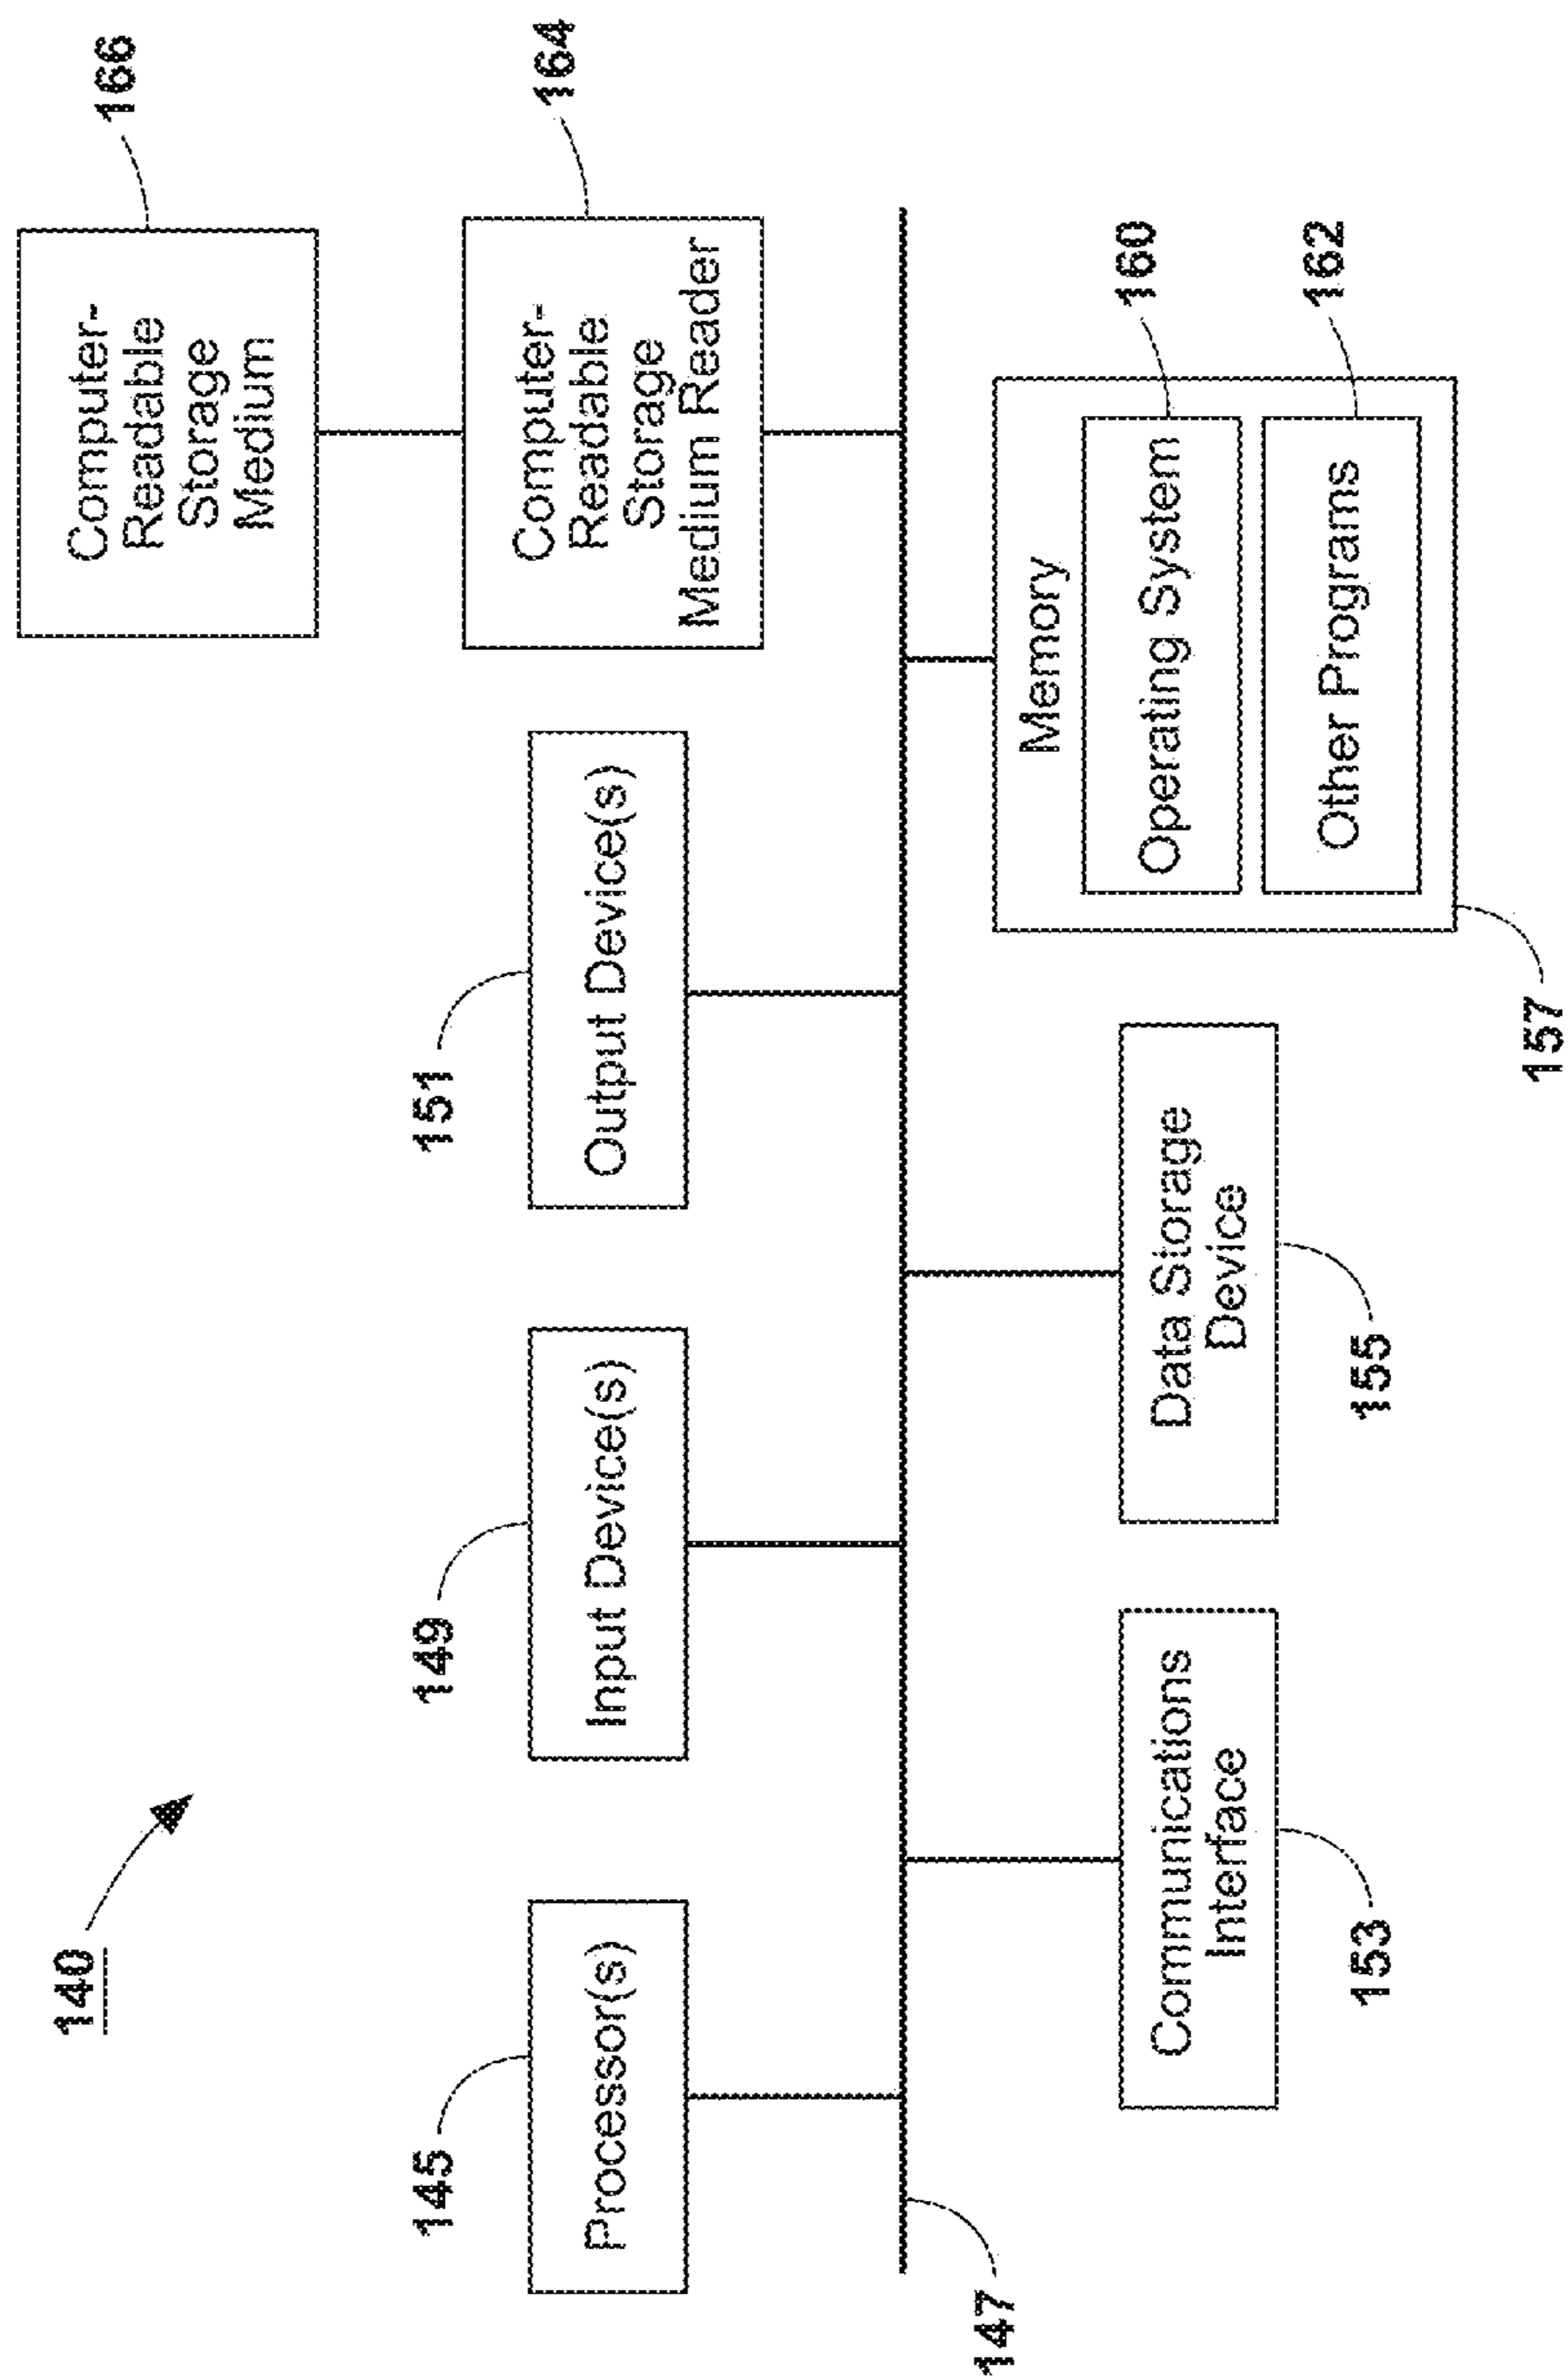 140
166
Computer-
Readable
Storage
Medium
145
149
151
164
Processor(s)
Input Device(s)
Output Device(s)
Computer-
Readable
Storage
Medium Reader
147
153
Communications
Interface
155
Data Storage
Device
157
Memory
160
Operating System
162
Other Programs